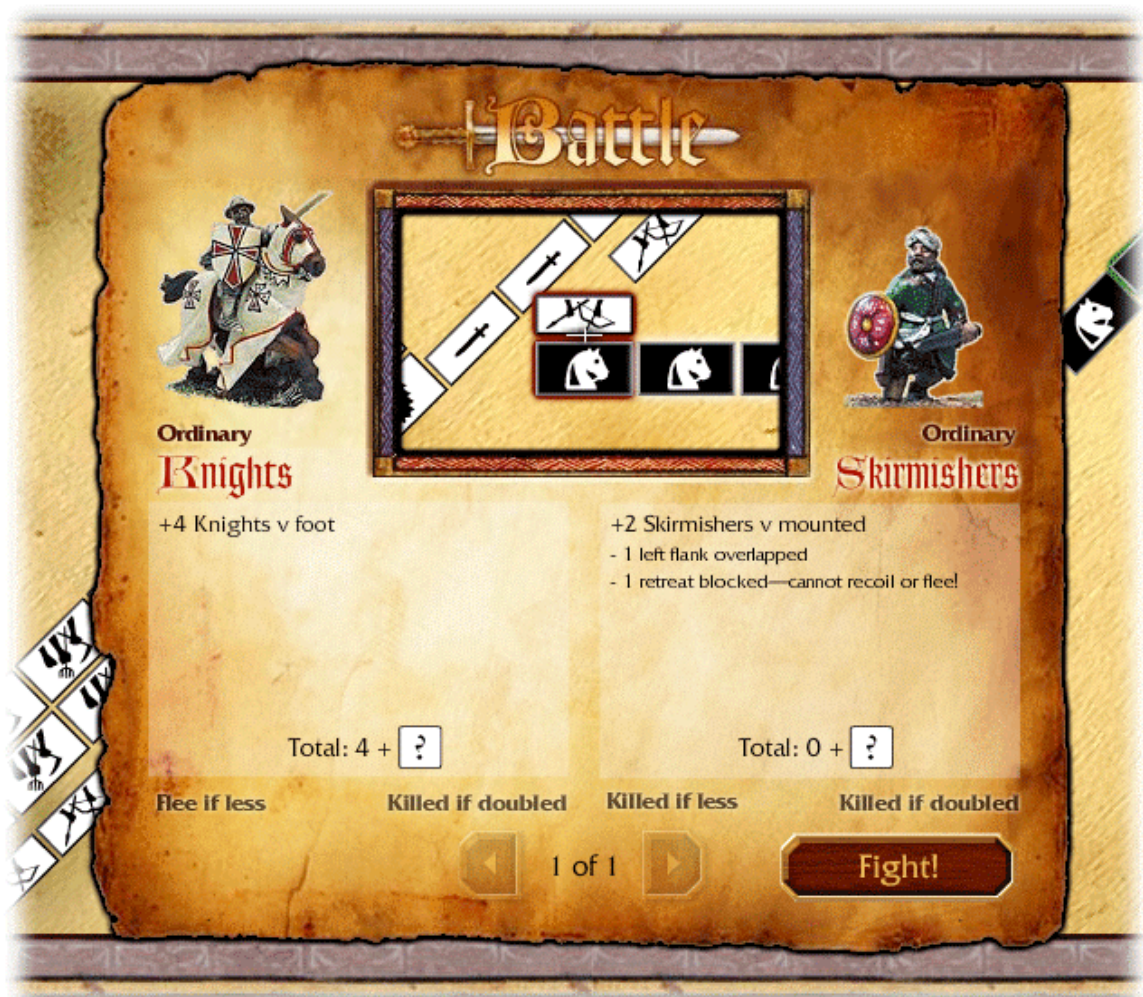 Battle
Ordinary
Knights
Ordinary
Skirmishers
+4 Knights v foot
+2 Skirmishers v mounted
- 1 left flank overlapped
- 1 retreat blocked—cannot recoil or flee!
Total: 4 + ?
Total: 0 + ?
Flee if less
Killed if doubled
Killed if less
Killed if doubled
1 of 1
Fight!